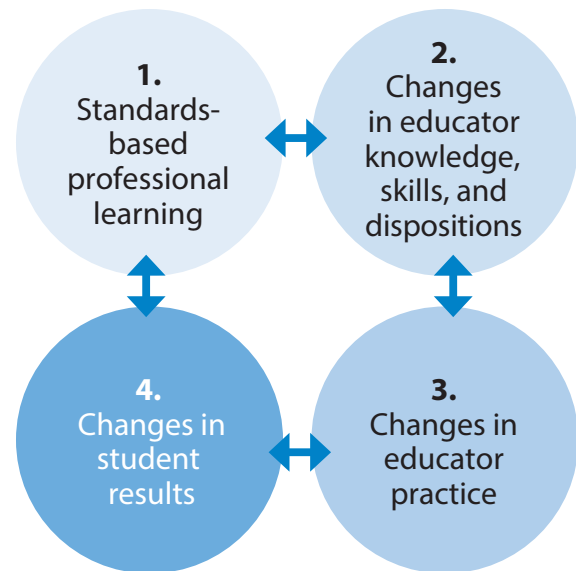 1.
Standards-
based
professional
learning
2.
Changes
in educator
knowledge,
skills, and
dispositions
4.
Changes in
student
results
3.
Changes in
educator
practice